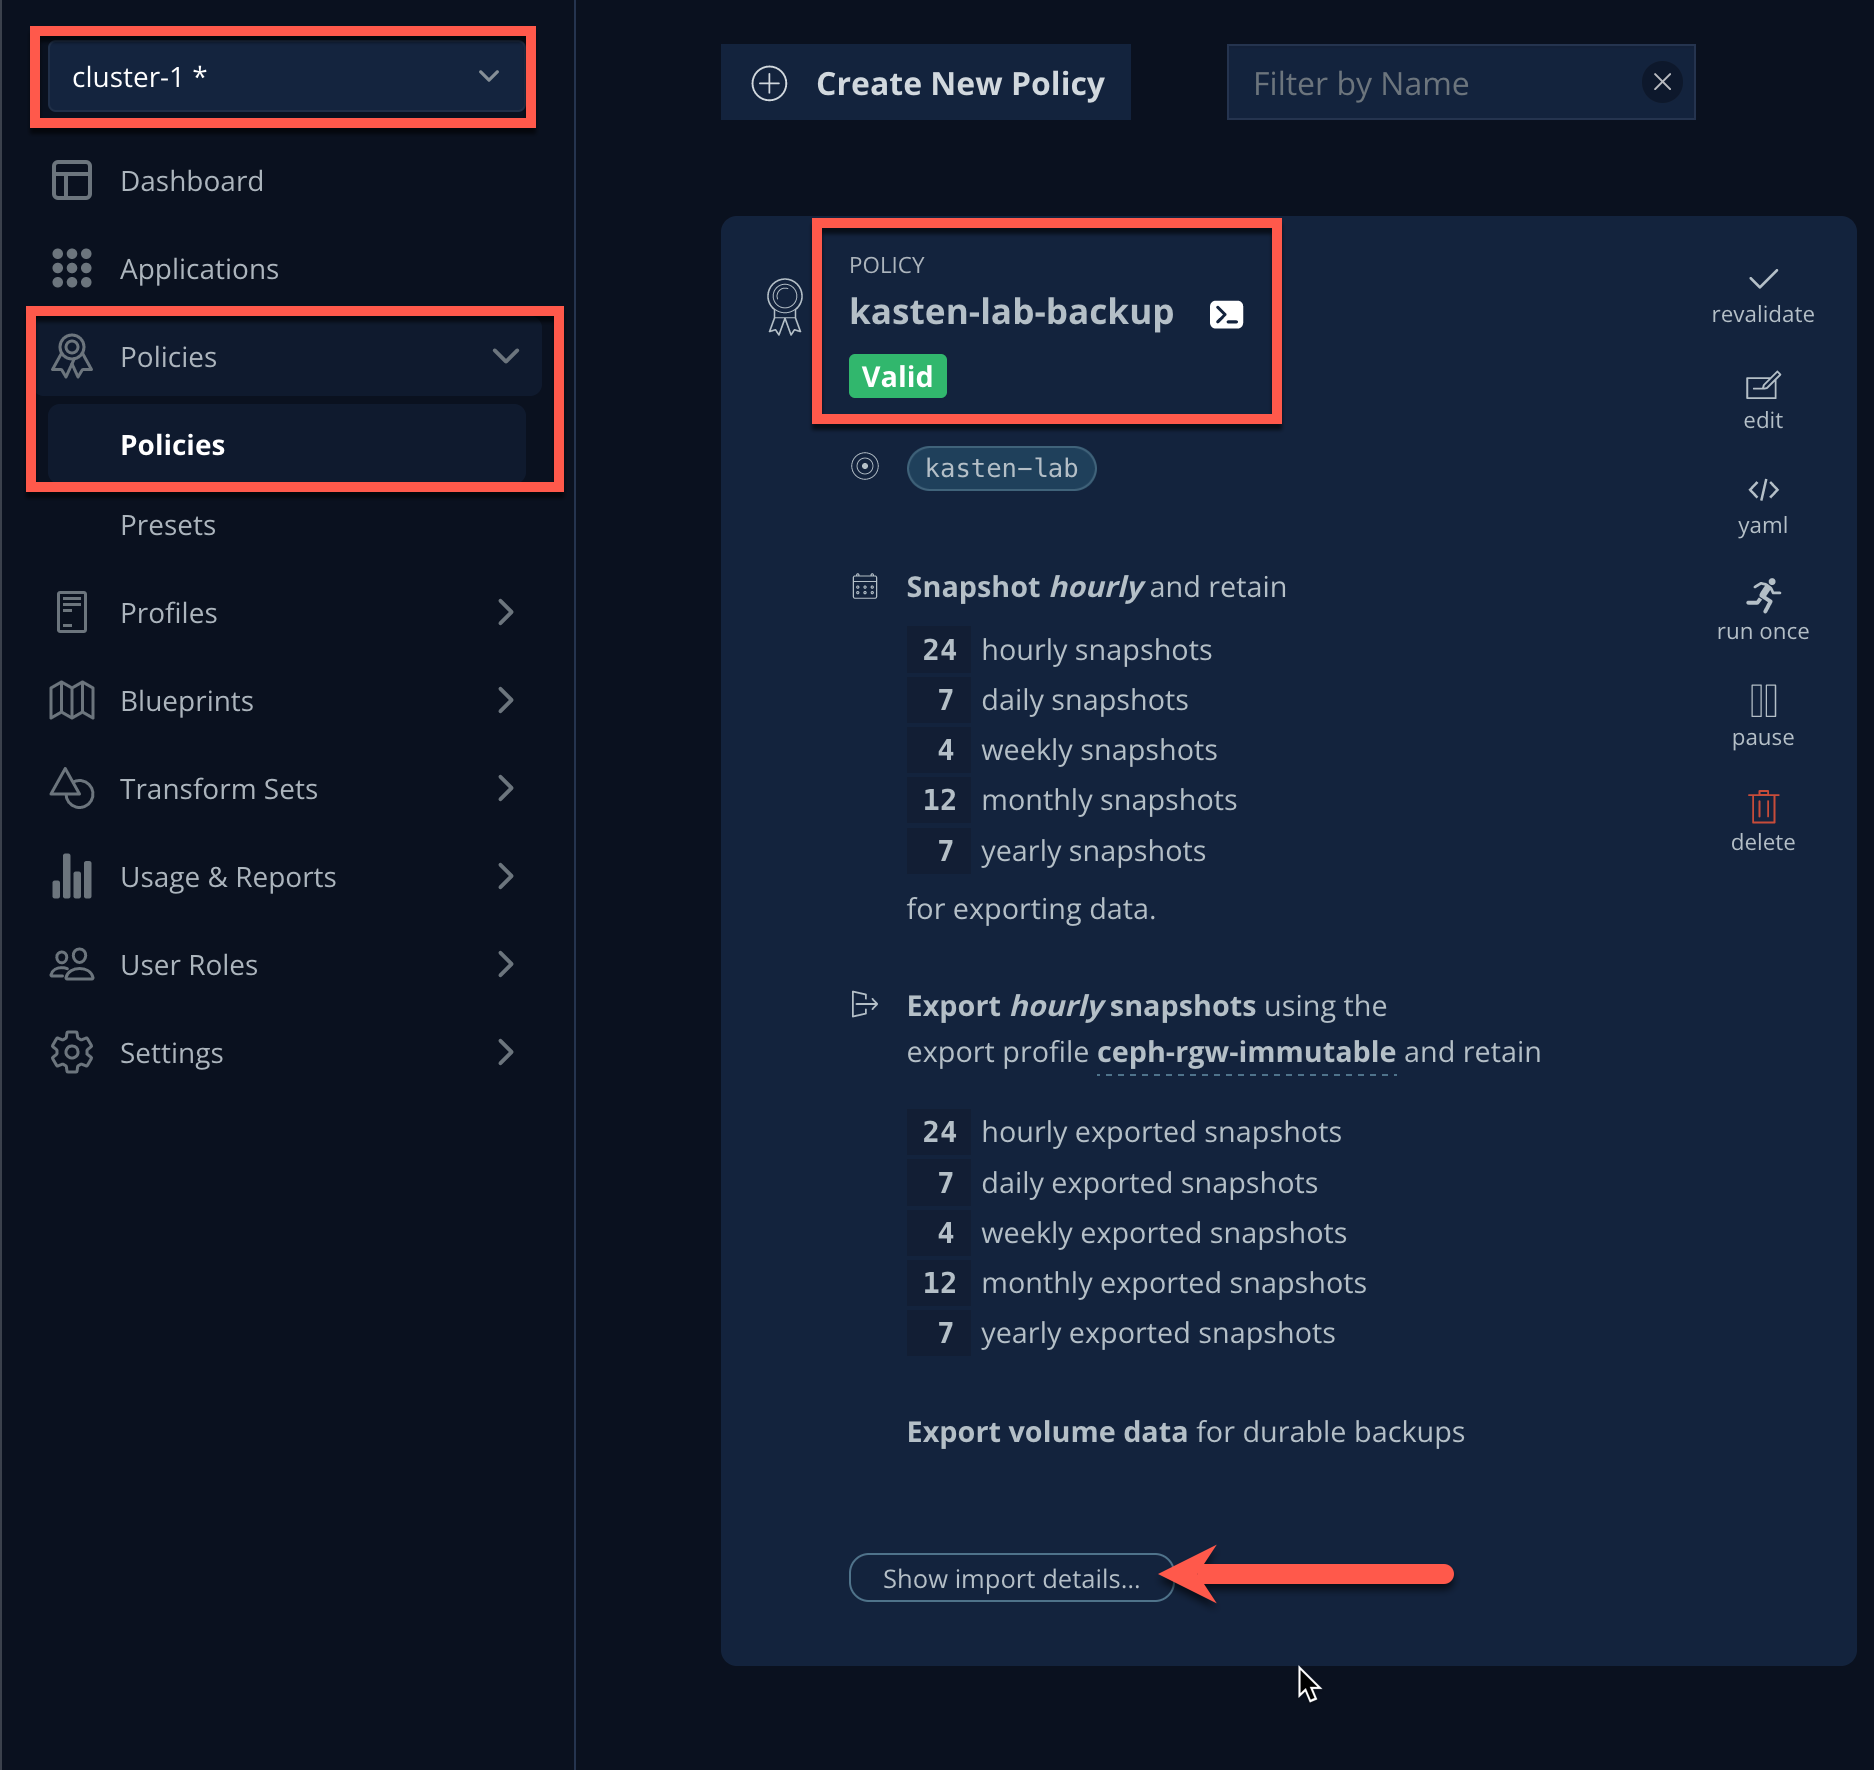 cluster-1 *
Dashboard
Applications
Policies
Policies
Presets
Profiles
Blueprints
Transform Sets
Usage & Reports
User Roles
Settings
Create New Policy
Filter by Name
POLICY
kasten-lab-backup
Valid
kasten-lab
Snapshot hourly and retain
24 hourly snapshots
7 daily snapshots
4 weekly snapshots
12 monthly snapshots
7 yearly snapshots
for exporting data.
Export hourly snapshots using the
export profile ceph-rgw-immutable and retain
24 hourly exported snapshots
7 daily exported snapshots
4 weekly exported snapshots
12 monthly exported snapshots
7 yearly exported snapshots
Export volume data for durable backups
Show import details...
revalidate
edit
yaml
run once
pause
delete